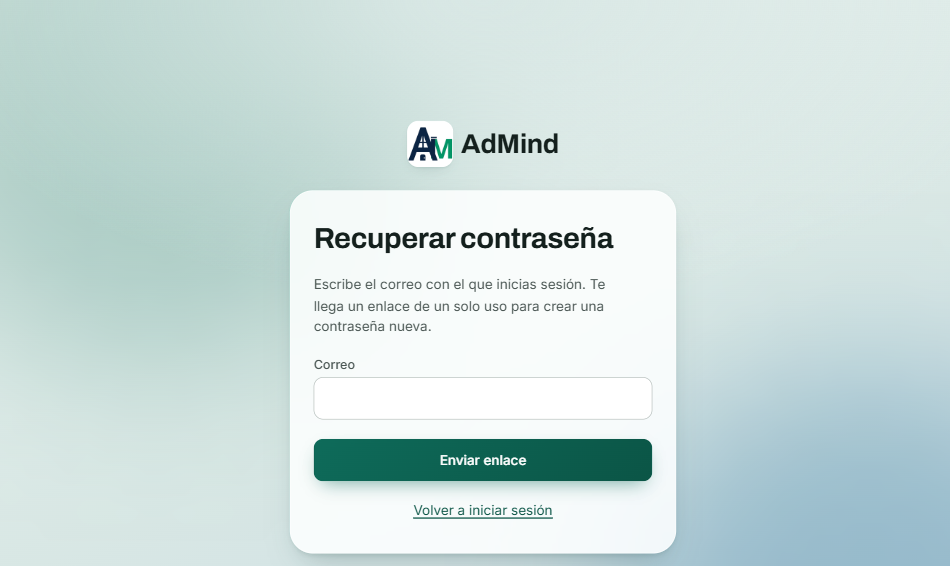 AM AdMind
Recuperar contraseña
Escribe el correo con el que inicias sesión. Te
llega un enlace de un solo uso para crear una
contraseña nueva.
Correo
Enviar enlace
Volver a iniciar sesión